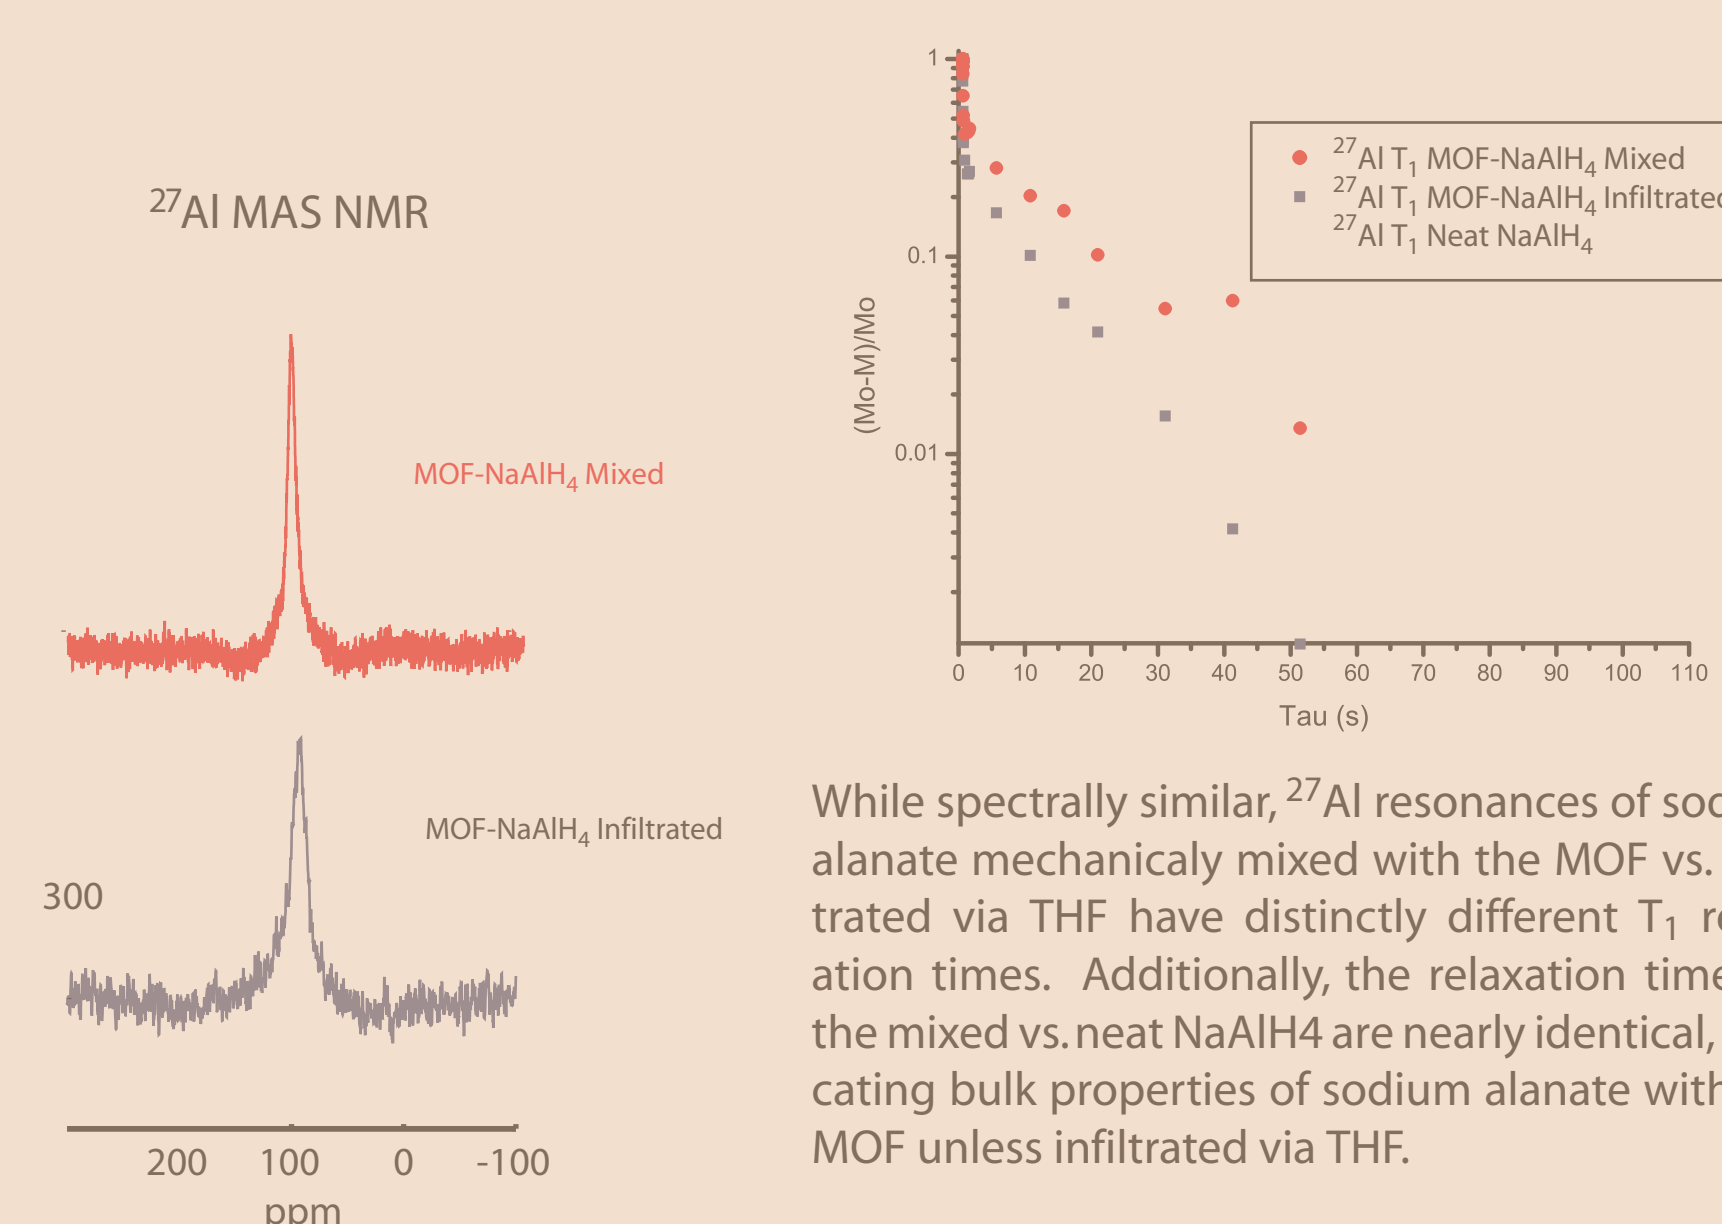 ²⁷Al MAS NMR
MOF-NaAlH₄ Mixed
MOF-NaAlH₄ Infiltrated
300
200 100 0 -100
ppm
1
0.1
0.01
(Mo-M)/Mo
²⁷Al T₁ MOF-NaAlH₄ Mixed
²⁷Al T₁ MOF-NaAlH₄ Infiltrated
²⁷Al T₁ Neat NaAlH₄
0 10 20 30 40 50 60 70 80 90 100 110
Tau (s)
While spectrally similar, ²⁷Al resonances of
alanate mechanicaly mixed with the MOF vs.
trated via THF have distinctly different T₁
ation times. Additionally, the relaxation time
the mixed vs. neat NaAlH4 are nearly identical,
cating bulk properties of sodium alanate with
MOF unless infiltrated via THF.